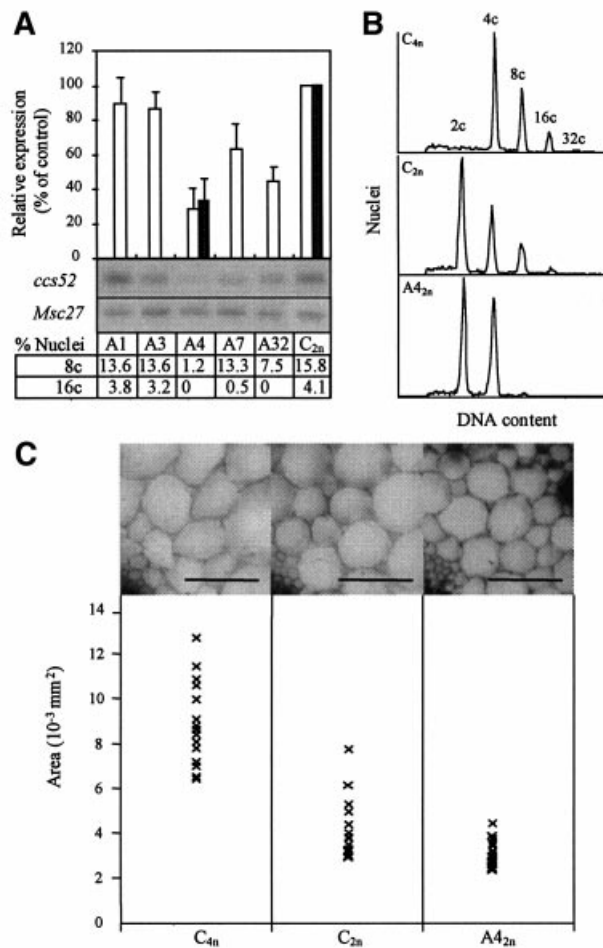 A
120
100
80
60
40
20
0
Relative expression
(% of control)
ccs52
Msc27
% Nuclei A1 A3 A4 A7 A32 C2n
8c 13.6 13.6 1.2 13.3 7.5 15.8
16c 3.8 3.2 0 0.5 0 4.1
B
C4n
2c
4c
8c
16c
32c
C2n
A42n
Nuclei
DNA content
C
14
12
10
8
6
4
2
0
Area (10-3 mm2)
C4n C2n A42n